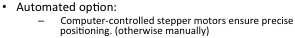 • Automated option:
– Computer-controlled stepper motors ensure precise
positioning. (otherwise manually)